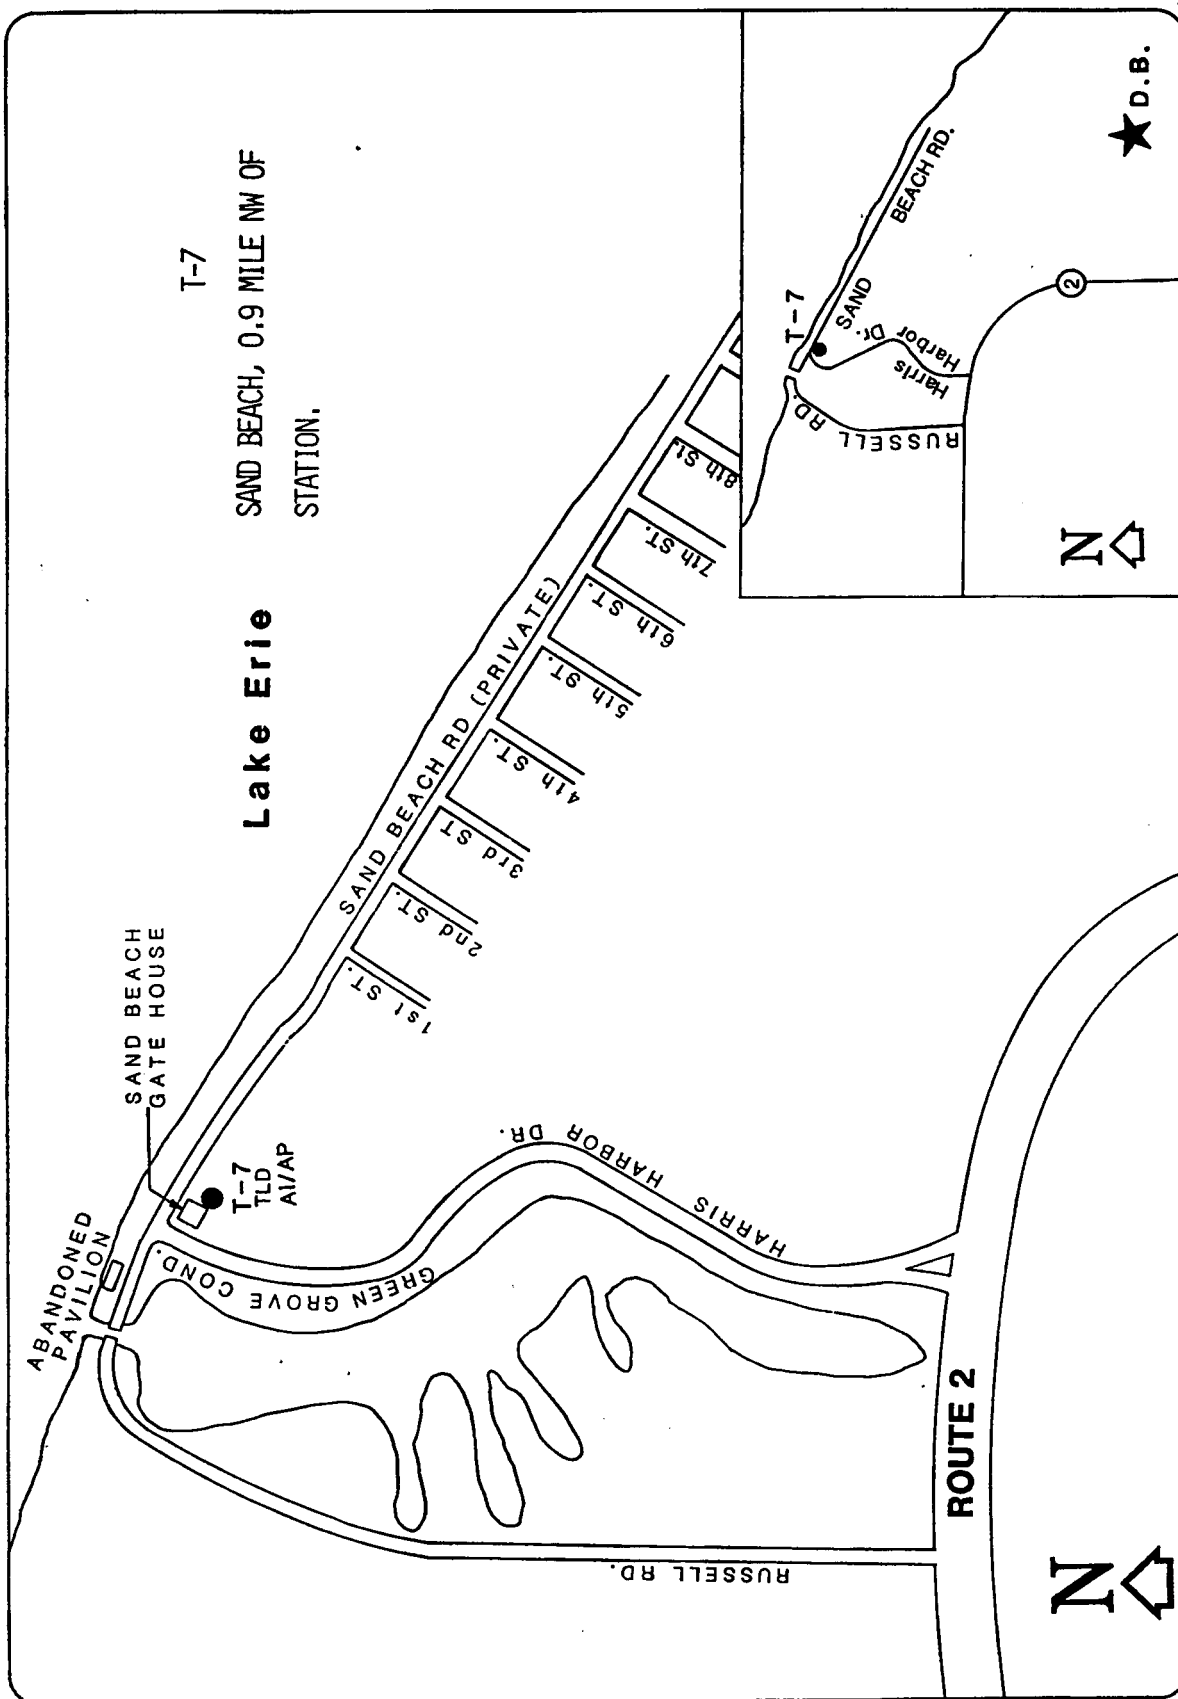 T-7
SAND BEACH, 0.9 MILE NW OF
STATION.
Lake Erie
SAND BEACH
GATE HOUSE
ABANDONED
PAVILION
T-7
TLD
AI/AP
SAND BEACH RD (PRIVATE)
1st ST.
2nd ST.
3rd ST
4th ST.
5th ST.
6th ST.
7th ST.
8th St.
GREEN GROVE COND.
HARRIS HARBOR DR.
RUSSELL RD.
ROUTE 2
N
T-7
SAND BEACH RD.
Harris Harbor Dr.
RUSSELL RD.
2
D.B.
N